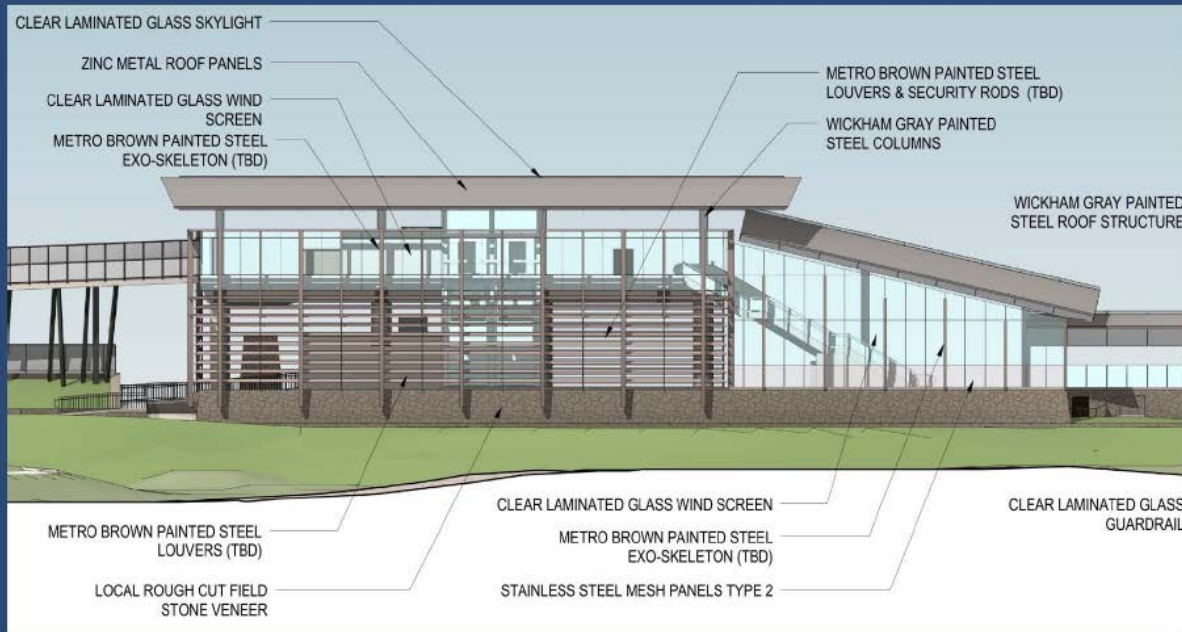 CLEAR LAMINATED GLASS SKYLIGHT
ZINC METAL ROOF PANELS
CLEAR LAMINATED GLASS WIND
SCREEN
METRO BROWN PAINTED STEEL
EXO-SKELETON (TBD)
METRO BROWN PAINTED STEEL
LOUVERS & SECURITY RODS (TBD)
WICKHAM GRAY PAINTED
STEEL COLUMNS
WICKHAM GRAY PAINTED
STEEL ROOF STRUCTURE
METRO BROWN PAINTED STEEL
LOUVERS (TBD)
LOCAL ROUGH CUT FIELD
STONE VENEER
CLEAR LAMINATED GLASS WIND SCREEN
METRO BROWN PAINTED STEEL
EXO-SKELETON (TBD)
STAINLESS STEEL MESH PANELS TYPE 2
CLEAR LAMINATED GLASS
GUARDRAIL